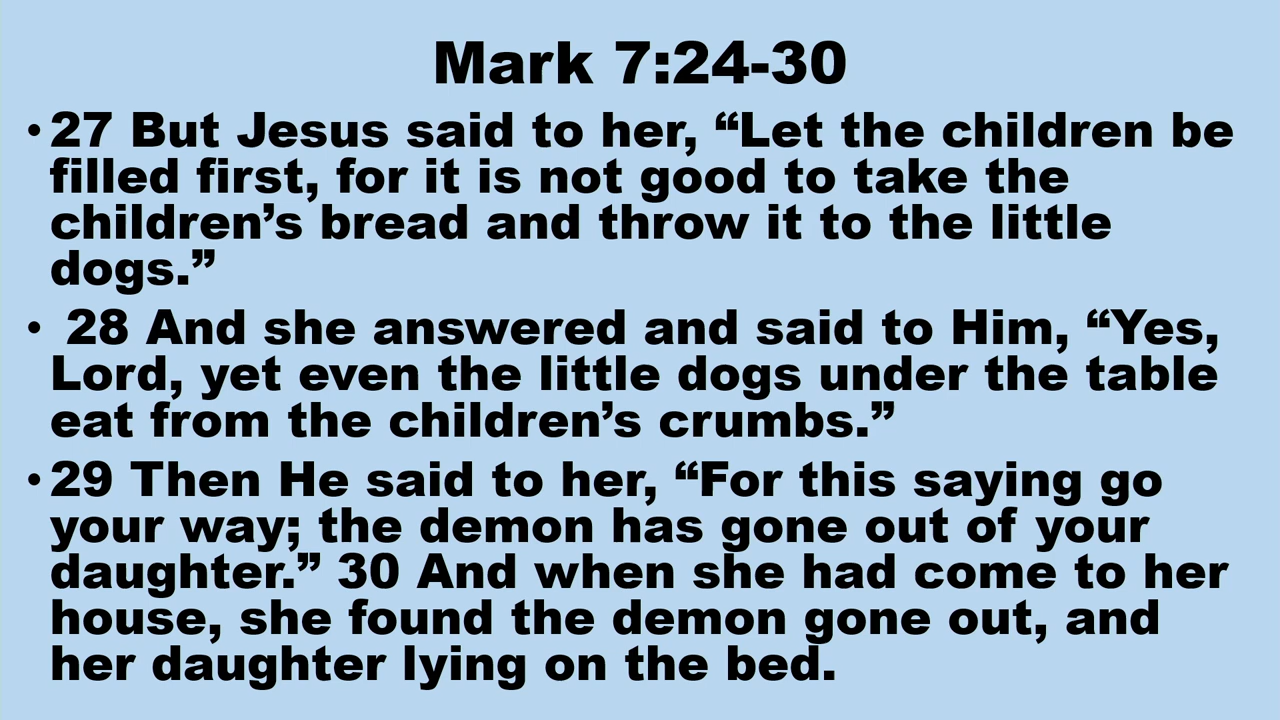 Mark 7:24-30
• 27 But Jesus said to her, “Let the children be
filled first, for it is not good to take the
children’s bread and throw it to the little
dogs.”
• 28 And she answered and said to Him, “Yes,
Lord, yet even the little dogs under the table
eat from the children’s crumbs.”
• 29 Then He said to her, “For this saying go
your way; the demon has gone out of your
daughter.” 30 And when she had come to her
house, she found the demon gone out, and
her daughter lying on the bed.